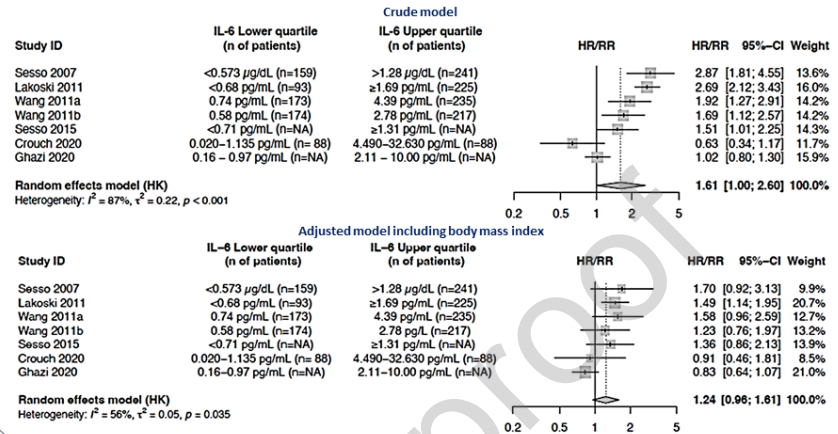 Crude model
IL-6 Lower quartile IL-6 Upper quartile
Study ID (n of patients) (n of patients) HR/RR HR/RR 95%–CI Weight
Sesso 2007 <0.573 µg/dL (n=159) >1.28 µg/dL (n=241) 2.87 [1.81; 4.55] 13.6%
Lakoski 2011 <0.68 pg/mL (n=93) ≥1.69 pg/mL (n=225) 2.69 [2.12; 3.43] 16.0%
Wang 2011a 0.74 pg/mL (n=173) 4.39 pg/mL (n=235) 1.92 [1.27; 2.91] 14.2%
Wang 2011b 0.58 pg/mL (n=174) 2.78 pg/mL (n=217) 1.69 [1.12; 2.57] 14.2%
Sesso 2015 <0.71 pg/mL (n=NA) ≥1.31 pg/mL (n=NA) 1.51 [1.01; 2.25] 14.3%
Crouch 2020 0.020–1.135 pg/mL (n= 88) 4.490–32.630 pg/mL (n=88) 0.63 [0.34; 1.17] 11.7%
Ghazi 2020 0.16 – 0.97 pg/mL (n=NA) 2.11 – 10.00 pg/mL (n=NA) 1.02 [0.80; 1.30] 15.9%
Random effects model (HK) 1.61 [1.00; 2.60] 100.0%
Heterogeneity: I² = 87%, τ² = 0.22, p < 0.001
0.2 0.5 1 2 5
Adjusted model including body mass index
IL–6 Lower quartile IL–6 Upper quartile
Study ID (n of patients) (n of patients) HR/RR HR/RR 95%–CI Weight
Sesso 2007 <0.573 µg/dL (n=159) >1.28 µg/dL (n=241) 1.70 [0.92; 3.13] 9.9%
Lakoski 2011 <0.68 pg/mL (n=93) ≥1.69 pg/mL (n=225) 1.49 [1.14; 1.95] 20.7%
Wang 2011a 0.74 pg/mL (n=173) 4.39 pg/mL (n=235) 1.58 [0.96; 2.59] 12.7%
Wang 2011b 0.58 pg/mL (n=174) 2.78 pg/L (n=217) 1.23 [0.76; 1.97] 13.2%
Sesso 2015 <0.71 pg/mL (n=NA) ≥1.31 pg/mL (n=NA) 1.36 [0.86; 2.13] 13.9%
Crouch 2020 0.020–1.135 pg/mL (n= 88) 4.490–32.630 pg/mL (n=88) 0.91 [0.46; 1.81] 8.5%
Ghazi 2020 0.16–0.97 pg/mL (n=NA) 2.11–10.00 pg/mL (n=NA) 0.83 [0.64; 1.07] 21.0%
Random effects model (HK) 1.24 [0.96; 1.61] 100.0%
Heterogeneity: I² = 56%, τ² = 0.05, p = 0.035
0.2 0.5 1 2 5
proof